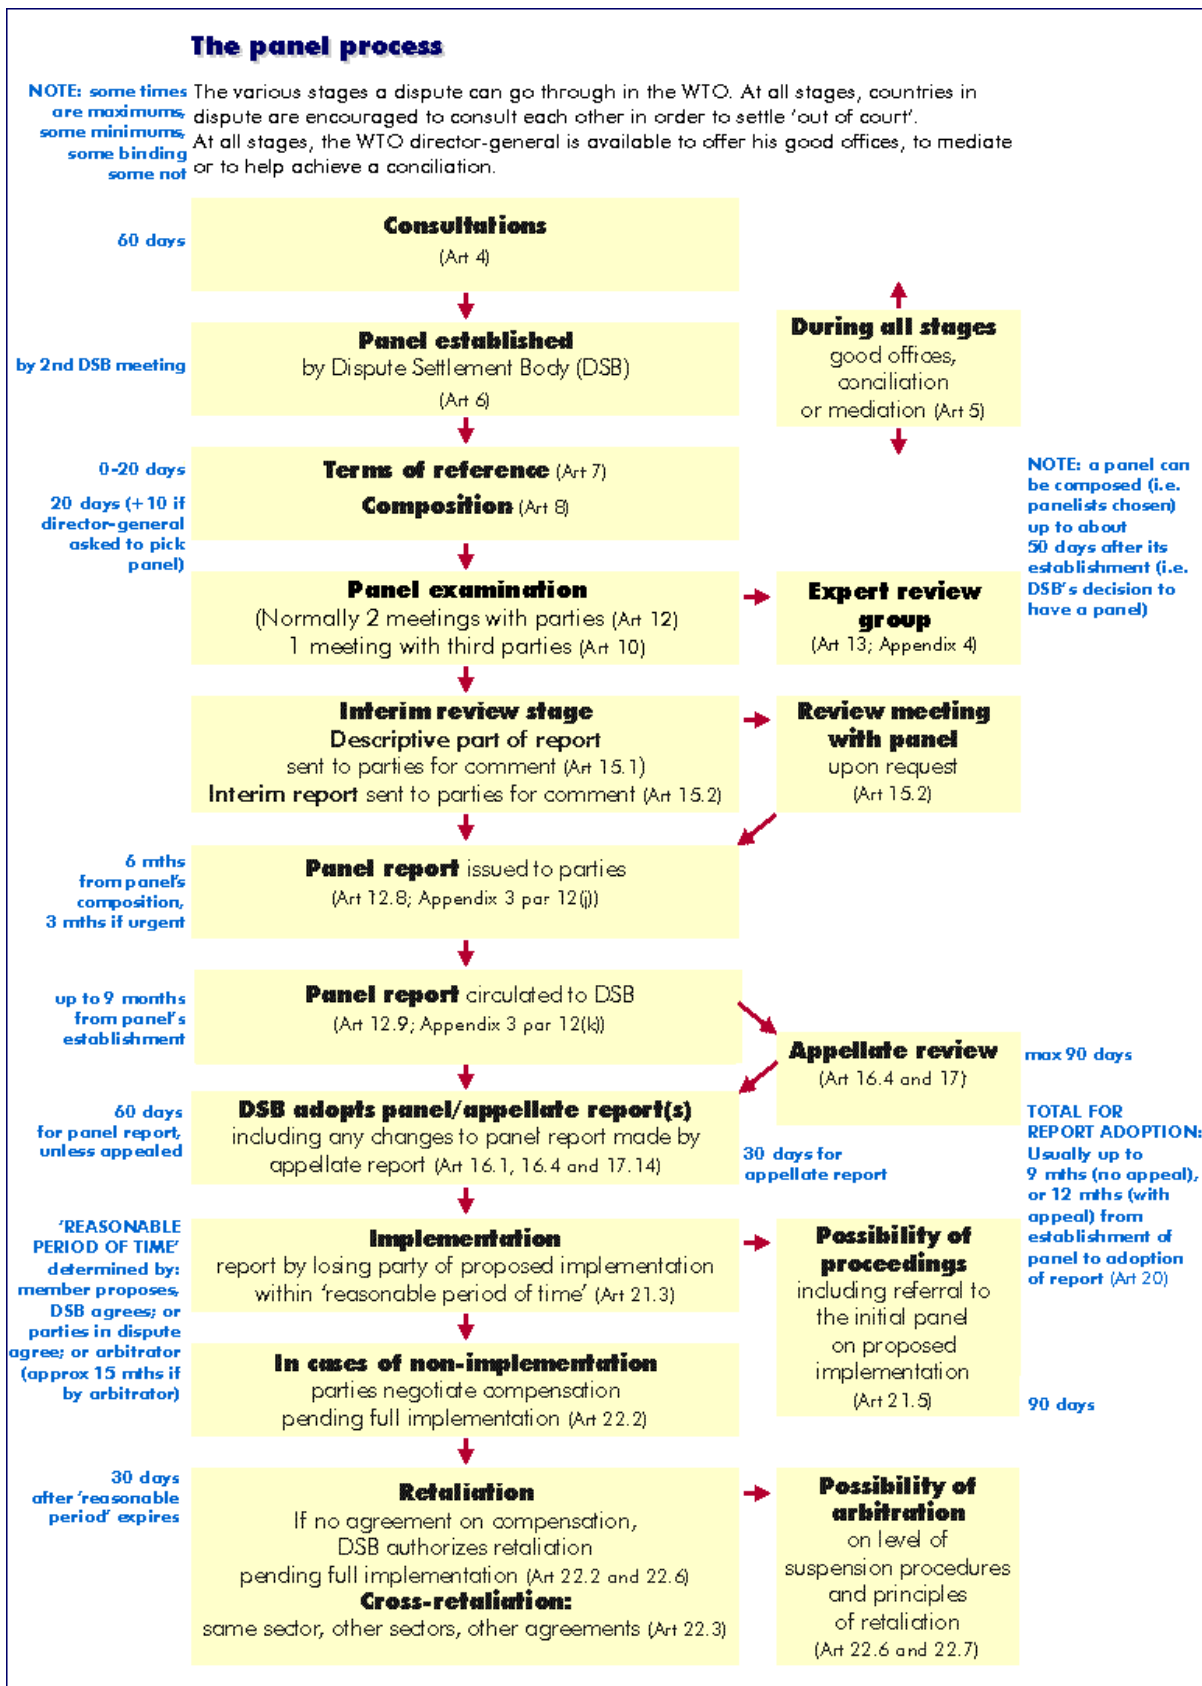 The panel process
NOTE: some times
are maximums,
some minimums,
some binding
some not
The various stages a dispute can go through in the WTO. At all stages, countries in
dispute are encouraged to consult each other in order to settle ‘out of court’.
At all stages, the WTO director-general is available to offer his good offices, to mediate
or to help achieve a conciliation.
60 days
Consultations
(Art 4)
by 2nd DSB meeting
Panel established
by Dispute Settlement Body (DSB)
(Art 6)
During all stages
good offices,
conciliation
or mediation (Art 5)
0-20 days
20 days (+10 if
director-general
asked to pick
panel)
Terms of reference (Art 7)
Composition (Art 8)
NOTE: a panel can
be composed (i.e.
panelists chosen)
up to about
50 days after its
establishment (i.e.
DSB’s decision to
have a panel)
Panel examination
(Normally 2 meetings with parties (Art 12)
1 meeting with third parties (Art 10)
Expert review
group
(Art 13; Appendix 4)
Interim review stage
Descriptive part of report
sent to parties for comment (Art 15.1)
Interim report sent to parties for comment (Art 15.2)
Review meeting
with panel
upon request
(Art 15.2)
6 mths
from panel’s
composition,
3 mths if urgent
Panel report issued to parties
(Art 12.8; Appendix 3 par 12(j))
up to 9 months
from panel’s
establishment
Panel report circulated to DSB
(Art 12.9; Appendix 3 par 12(k))
Appellate review
(Art 16.4 and 17)
max 90 days
60 days
for panel report,
unless appealed
DSB adopts panel/appellate report(s)
including any changes to panel report made by
appellate report (Art 16.1, 16.4 and 17.14)
30 days for
appellate report
TOTAL FOR
REPORT ADOPTION:
Usually up to
9 mths (no appeal),
or 12 mths (with
appeal) from
establishment of
panel to adoption
of report (Art 20)
‘REASONABLE
PERIOD OF TIME’
determined by:
member proposes,
DSB agrees; or
parties in dispute
agree; or arbitrator
(approx 15 mths if
by arbitrator)
Implementation
report by losing party of proposed implementation
within ‘reasonable period of time’ (Art 21.3)
Possibility of
proceedings
including referral to
the initial panel
on proposed
implementation
(Art 21.5)
90 days
In cases of non-implementation
parties negotiate compensation
pending full implementation (Art 22.2)
30 days
after ‘reasonable
period’ expires
Retaliation
If no agreement on compensation,
DSB authorizes retaliation
pending full implementation (Art 22.2 and 22.6)
Cross-retaliation:
same sector, other sectors, other agreements (Art 22.3)
Possibility of
arbitration
on level of
suspension procedures
and principles
of retaliation
(Art 22.6 and 22.7)